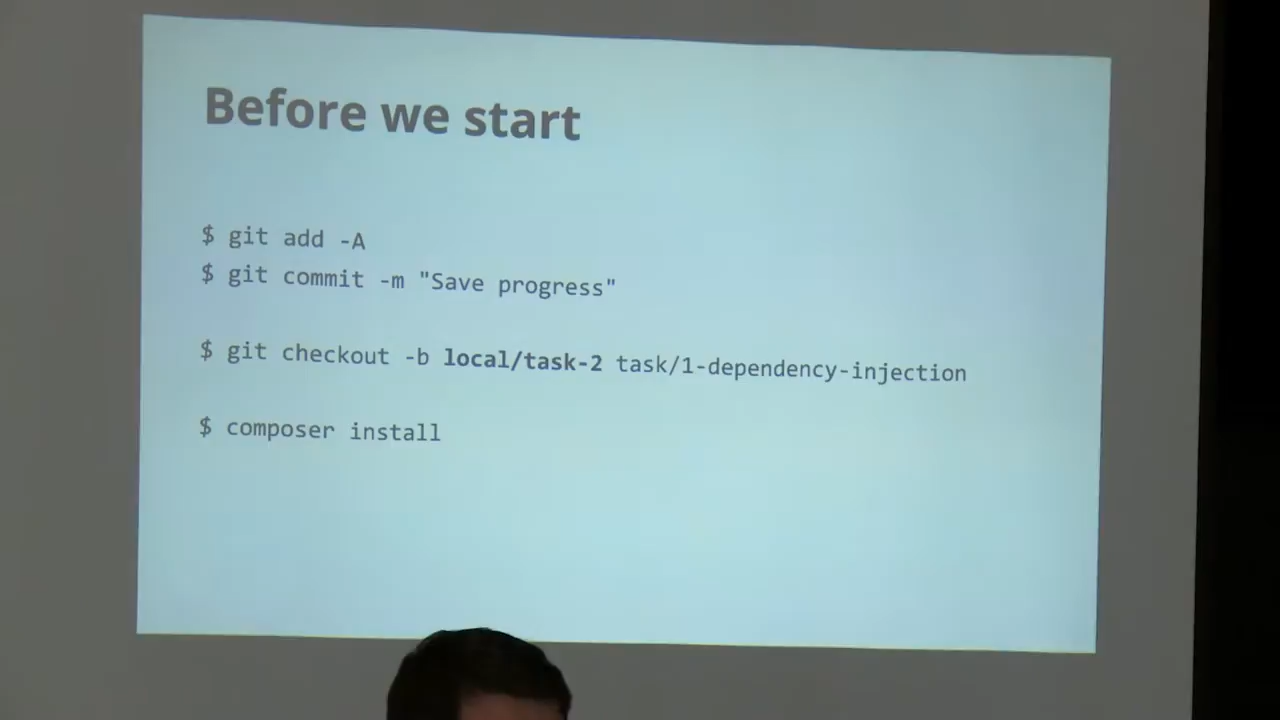 Before we start
$ git add -A
$ git commit -m "Save progress"
$ git checkout -b local/task-2 task/1-dependency-injection
$ composer install